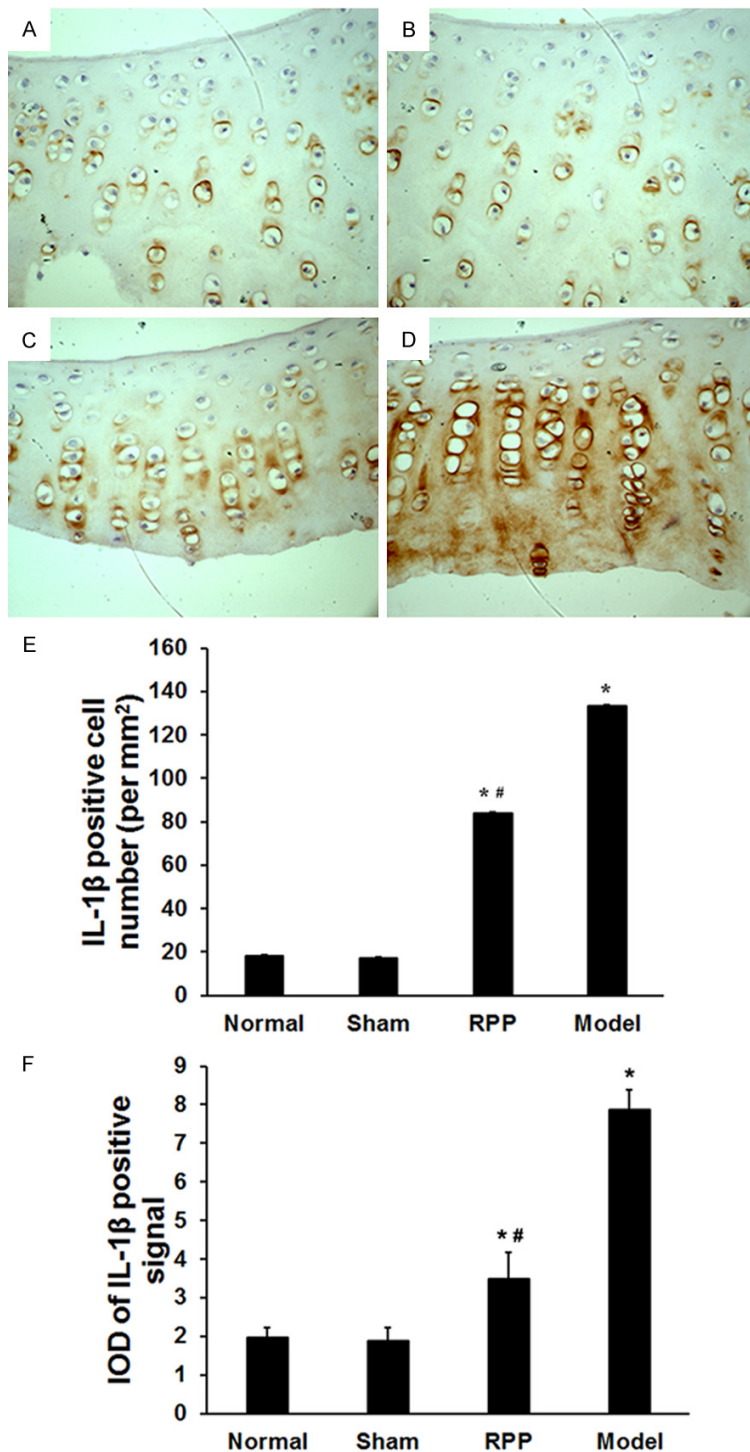 A
B
C
D
E
160
140
120
100
80
60
40
20
0
IL-1β positive cell
number (per mm²)
* #
*
Normal Sham RPP Model
F
9
8
7
6
5
4
3
2
1
0
IOD of IL-1β positive
signal
* #
*
Normal Sham RPP Model